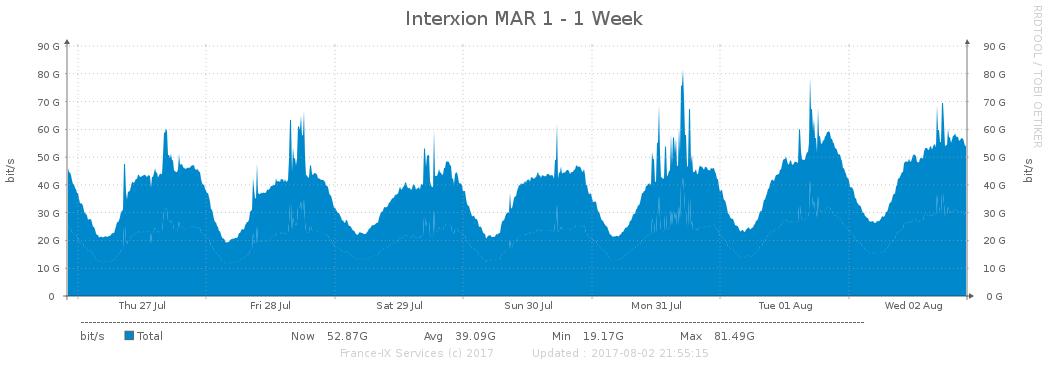 Interxion MAR 1 - 1 Week
RRDTOOL / TOBI OETIKER
90 G 90 G
80 G 80 G
70 G 70 G
60 G 60 G
50 G 50 G
40 G 40 G
30 G 30 G
20 G 20 G
10 G 10 G
0 0 G
bit/s bit/s
Thu 27 Jul Fri 28 Jul Sat 29 Jul Sun 30 Jul Mon 31 Jul Tue 01 Aug Wed 02 Aug
bit/s Total Now 52.87G Avg 39.09G Min 19.17G Max 81.49G
France-IX Services (c) 2017 Updated : 2017-08-02 21:55:15